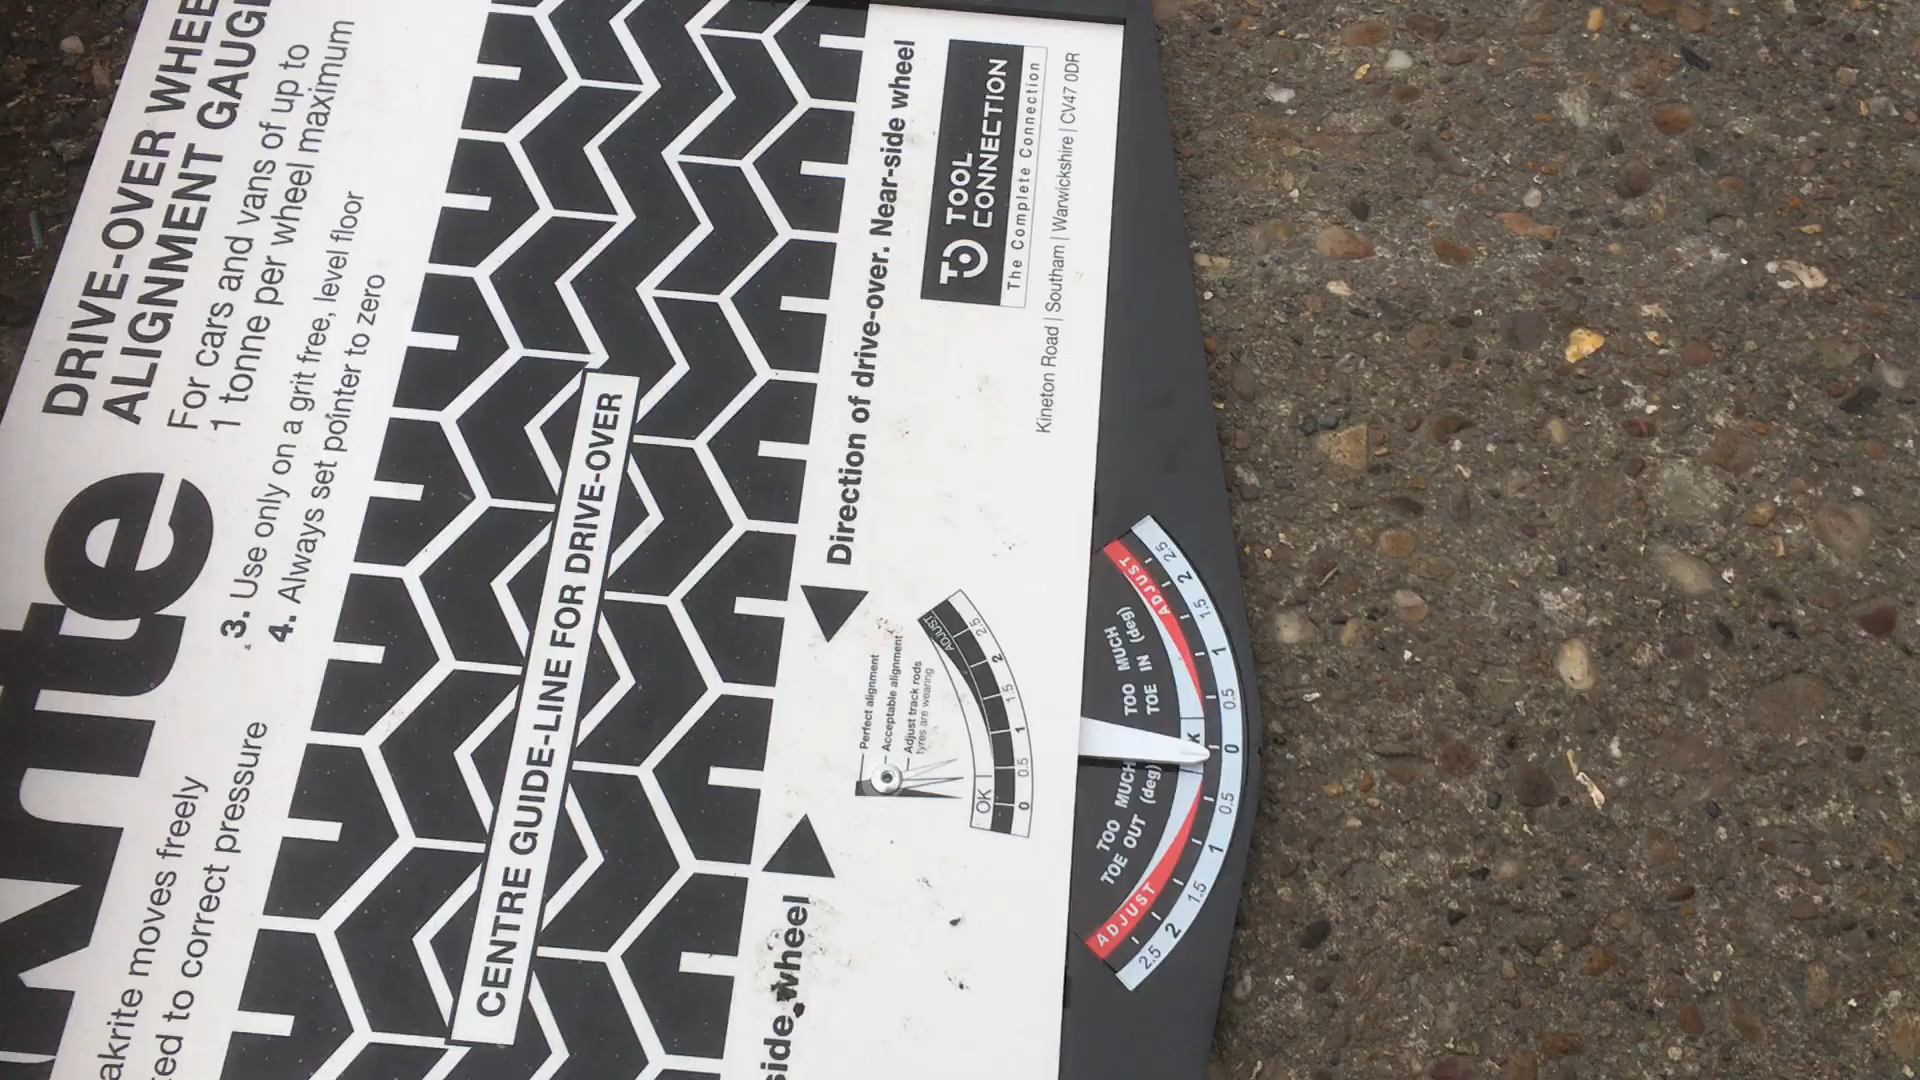 DRIVE-OVER WHEE
ALIGNMENT GAUG
For cars and vans of up to
1 tonne per wheel maximum
3. Use only on a grit free, level floor
4. Always set pointer to zero
akrite moves freely
ted to correct pressure
CENTRE GUIDE-LINE FOR DRIVE-OVER
Direction of drive-over. Near-side wheel
side wheel
TOOL
CONNECTION
The Complete Connection
Kineton Road | Southam | Warwickshire | CV47 0DR
Perfect alignment
Acceptable alignment
Adjust track rods
tyres are wearing
ADJUST
OK
0 0.5 1 1.5 2 2.5
TOO MUCH
TOE OUT (deg)
TOO MUCH
TOE IN (deg)
ADJUST
ADJUST
2.5 2 1.5 1 0.5 0 0.5 1 1.5 2 2.5